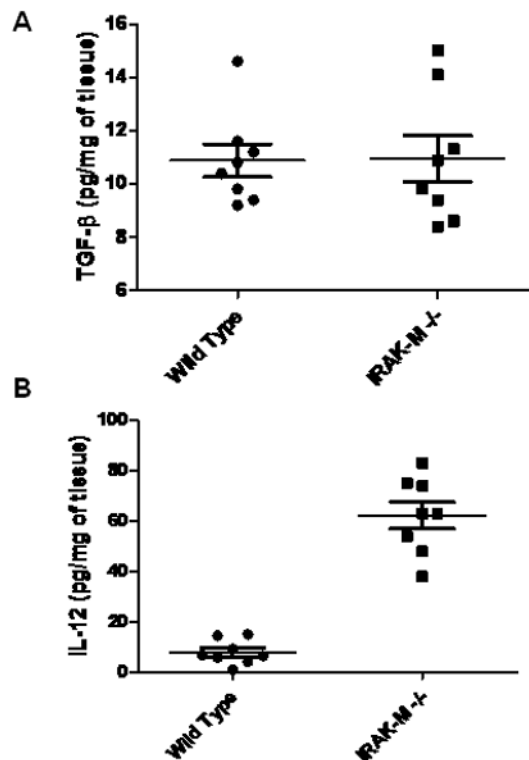 A
TGF-β (pg/mg of tissue)
16
14
12
10
8
6
Wild Type
IRAK-M -/-
B
IL-12 (pg/mg of tissue)
100
80
60
40
20
0
Wild Type
IRAK-M -/-